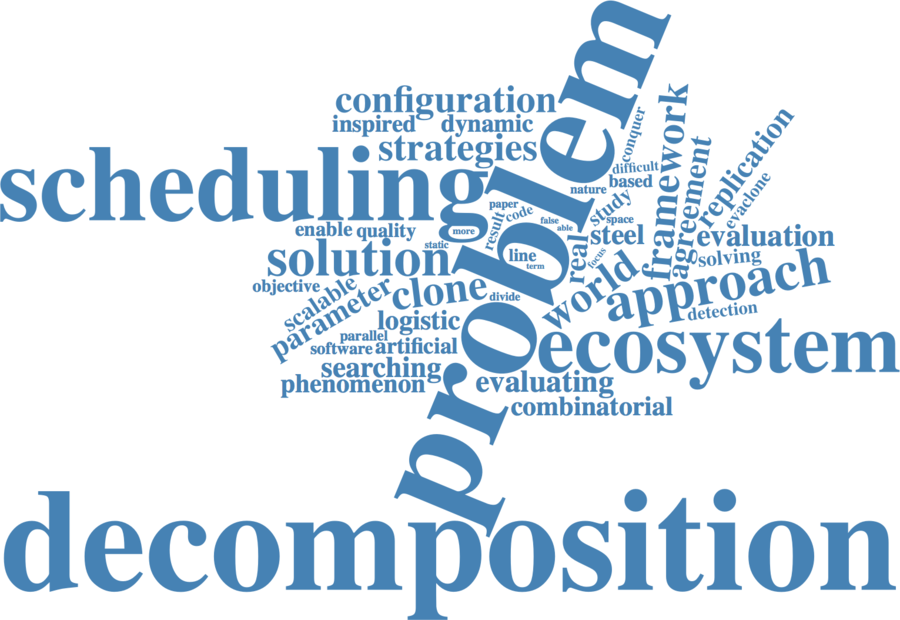 problem
configuration
inspired
dynamic
strategies
scheduling
conquer
difficult
nature
based
framework
agreement
replication
evaclone
paper
code
result
false
able
study
space
more
enable
quality
static
solution
line
term
real
steel
focus
evaluation
solving
world
approach
detection
objective
scalable
parameter
clone
divide
logistic
parallel
software
artificial
ecosystem
searching
phenomenon
evaluating
combinatorial
decomposition